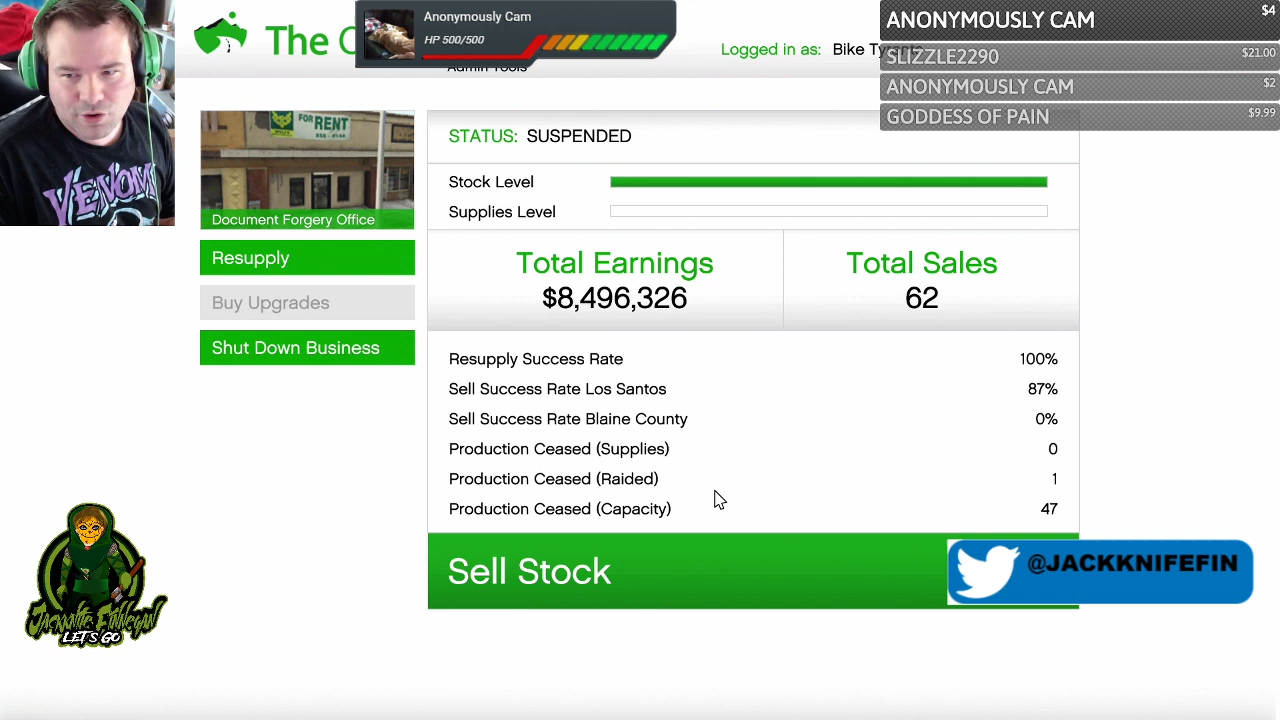 Anonymously Cam
HP 500/500
The
Logged in as: Bike
Admin Tools
ANONYMOUSLY CAM $4
SLIZZLE2290 $21.00
ANONYMOUSLY CAM $2
GODDESS OF PAIN $9.99
VENOM
FOR RENT
Document Forgery Office
Resupply
Buy Upgrades
Shut Down Business
STATUS: SUSPENDED
Stock Level
Supplies Level
Total Earnings
$8,496,326
Total Sales
62
Resupply Success Rate 100%
Sell Success Rate Los Santos 87%
Sell Success Rate Blaine County 0%
Production Ceased (Supplies) 0
Production Ceased (Raided) 1
Production Ceased (Capacity) 47
Sell Stock
@JACKKNIFEFIN
Jackknife Finnegan
LET'S GO